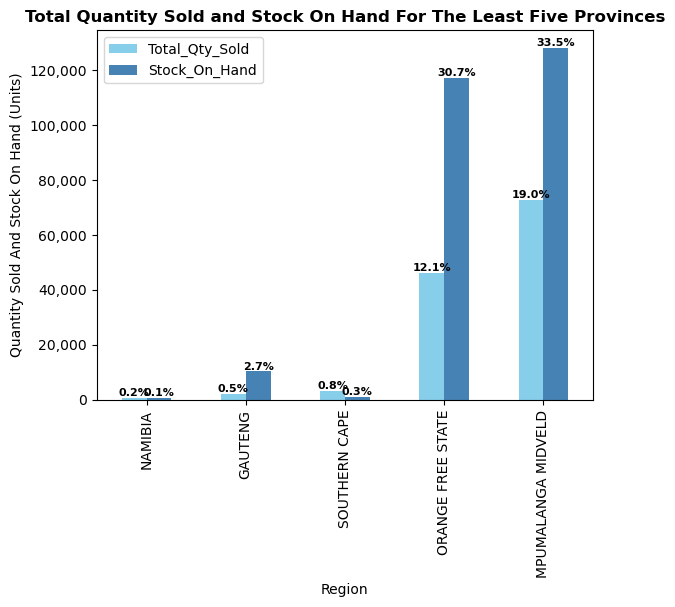 Total Quantity Sold and Stock On Hand For The Least Five Provinces
Total_Qty_Sold
Stock_On_Hand
Quantity Sold And Stock On Hand (Units)
120,000
100,000
80,000
60,000
40,000
20,000
0
0.2%
0.1%
0.5%
2.7%
0.8%
0.3%
12.1%
30.7%
19.0%
33.5%
NAMIBIA
GAUTENG
SOUTHERN CAPE
ORANGE FREE STATE
MPUMALANGA MIDVELD
Region